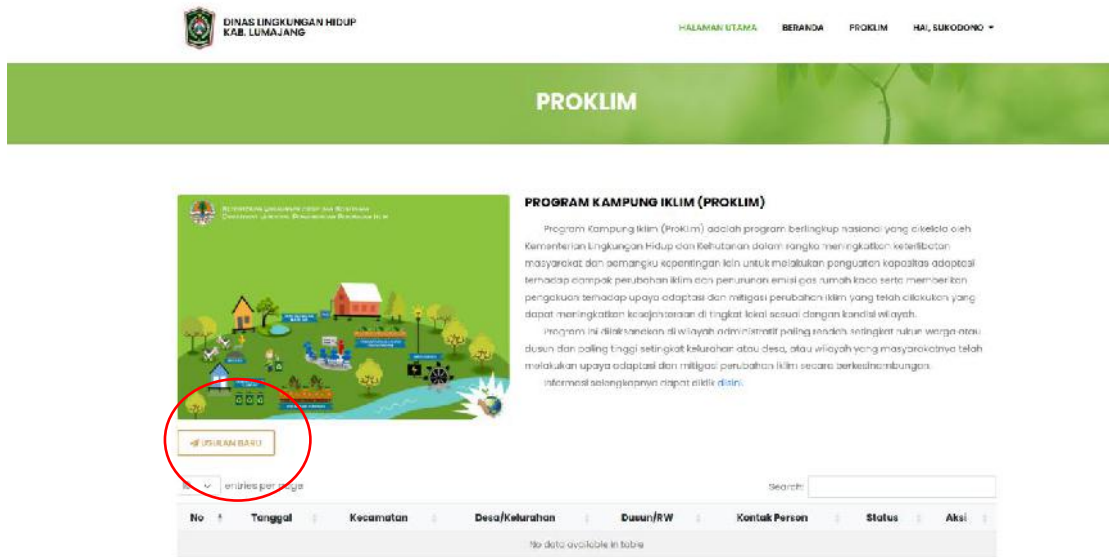 DINAS LINGKUNGAN HIDUP
KAB. LUMAJANG
HALAMAN UTAMA BERANDA PROKLIM HAI, SUKODONO
PROKLIM
PROGRAM KAMPUNG IKLIM (PROKLIM)
Program Kampung Iklim (ProKlim) adalah program berlingkup nasional yang dikelola oleh
Kementerian Lingkungan Hidup dan Kehutanan dalam rangka meningkatkan keterlibatan
masyarakat dan pemangku kepentingan lain untuk melakukan penguatan kapasitas adaptasi
terhadap dampak perubahan iklim dan penurunan emisi gas rumah kaca serta memberikan
pengakuan terhadap upaya adaptasi dan mitigasi perubahan iklim yang telah dilakukan yang
dapat meningkatkan kesejahteraan di tingkat lokal sesuai dengan kondisi wilayah.
Program ini dilaksanakan di wilayah administratif paling rendah setingkat rukun warga atau
dusun dan paling tinggi setingkat kelurahan atau desa, atau wilayah yang masyarakatnya telah
melakukan upaya adaptasi dan mitigasi perubahan iklim secara berkesinambungan.
Informasi selengkapnya dapat diklik disini.
USULAN BARU
10 entries per page
Search:
No Tanggal Kecamatan Desa/Kelurahan Dusun/RW Kontak Person Status Aksi
No data available in table